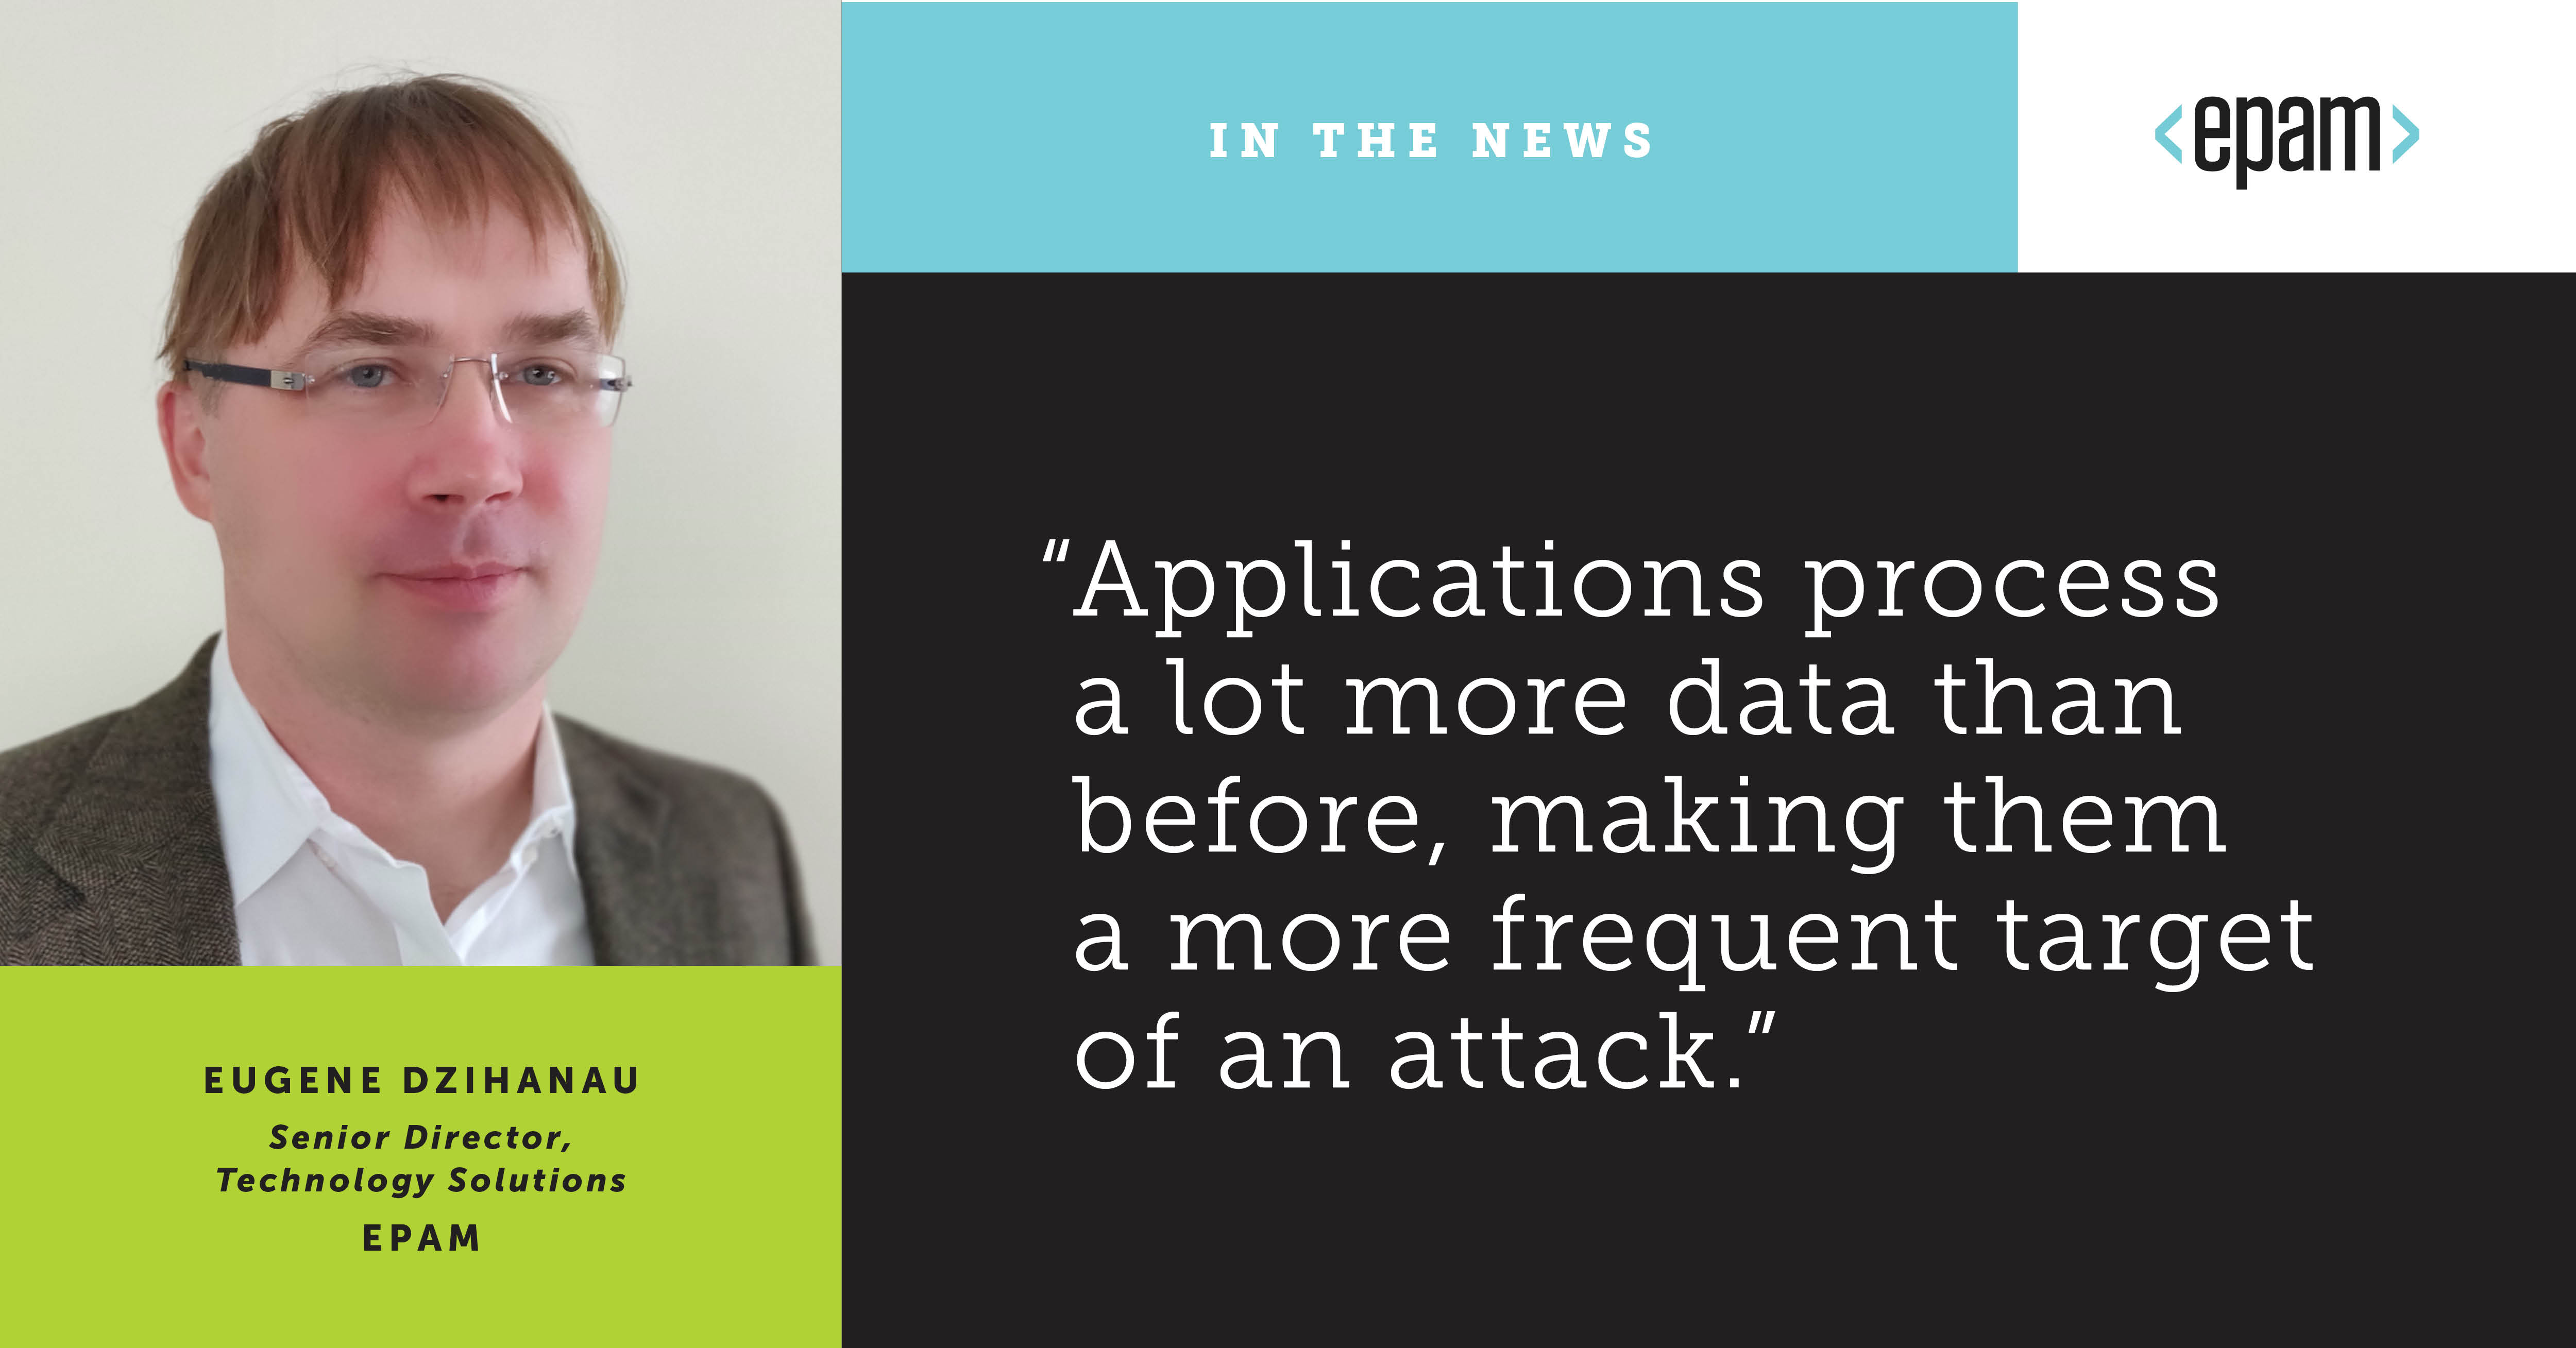 IN THE NEWS
<epam>
“Applications process
a lot more data than
before, making them
a more frequent target
of an attack.”
EUGENE DZIHANAU
Senior Director,
Technology Solutions
EPAM